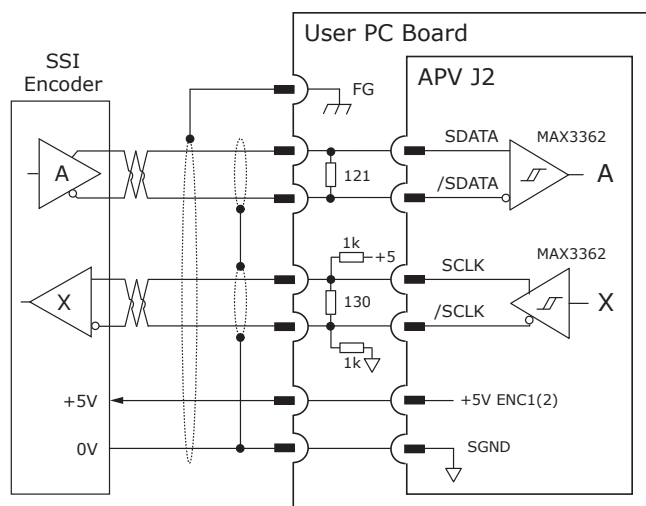 User PC Board
SSI
Encoder
APV J2
FG
SDATA
MAX3362
A
121
A
/SDATA
1k
+5
SCLK
MAX3362
X
130
X
/SCLK
1k
+5V
+5V ENC1(2)
0V
SGND